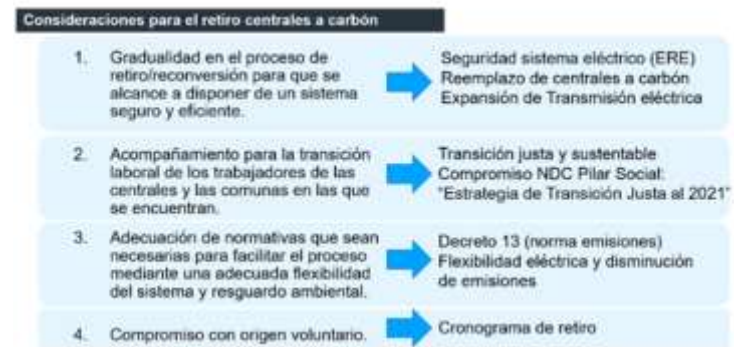 Consideraciones para el retiro centrales a carbón
1. Gradualidad en el proceso de
retiro/reconversión para que se
alcance a disponer de un sistema
seguro y eficiente.
Seguridad sistema eléctrico (ERE)
Reemplazo de centrales a carbón
Expansión de Transmisión eléctrica
2. Acompañamiento para la transición
laboral de los trabajadores de las
centrales y las comunas en las que
se encuentran.
Transición justa y sustentable
Compromiso NDC Pilar Social:
"Estrategia de Transición Justa al 2021"
3. Adecuación de normativas que sean
necesarias para facilitar el proceso
mediante una adecuada flexibilidad
del sistema y resguardo ambiental.
Decreto 13 (norma emisiones)
Flexibilidad eléctrica y disminución
de emisiones
4. Compromiso con origen voluntario.
Cronograma de retiro